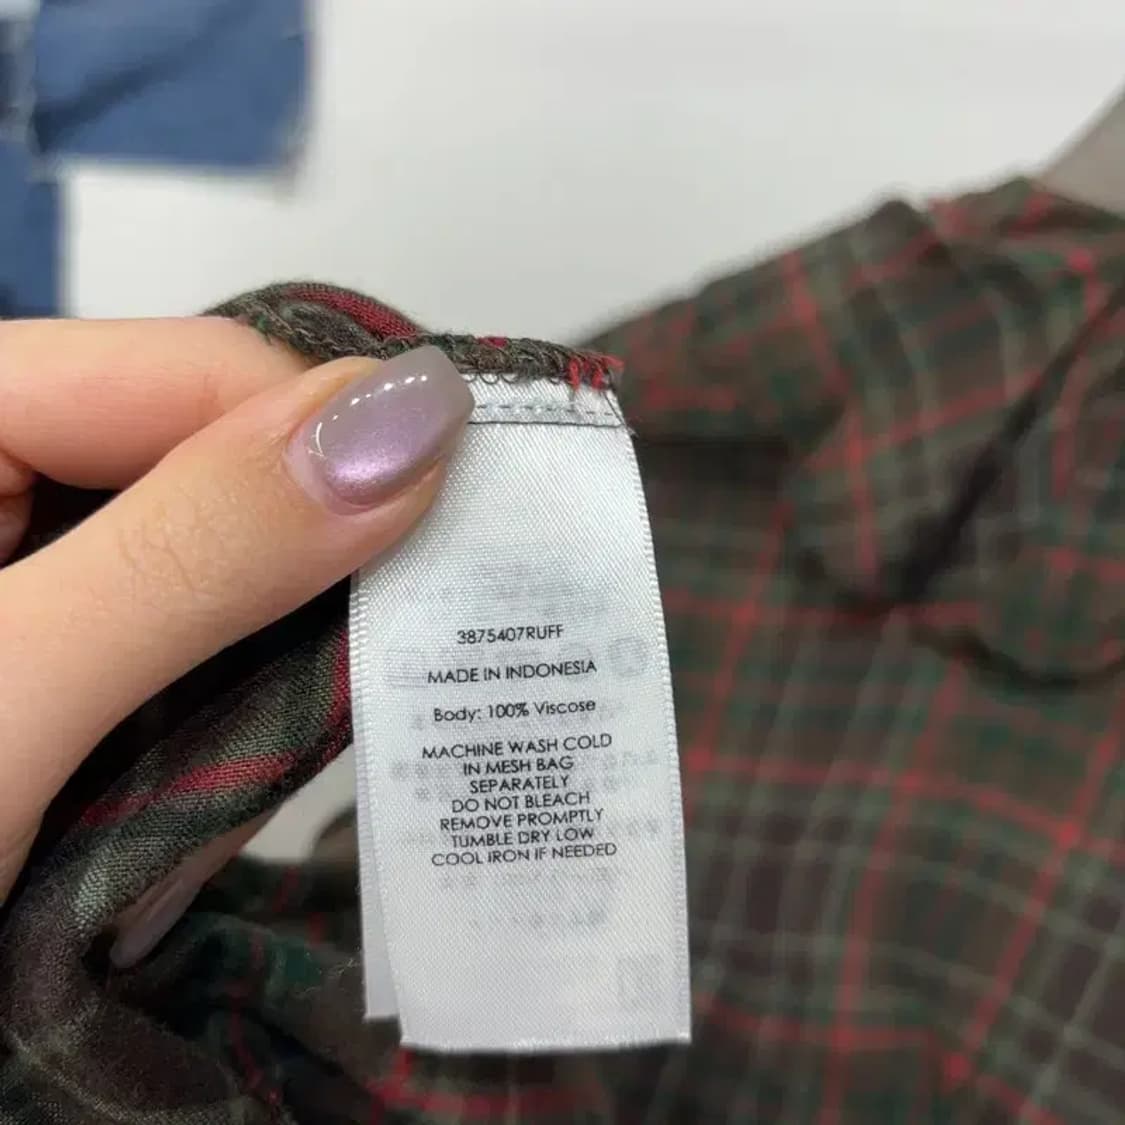 3875407RUFF
MADE IN INDONESIA
Body: 100% Viscose
MACHINE WASH COLD
IN MESH BAG
SEPARATELY
DO NOT BLEACH
REMOVE PROMPTLY
TUMBLE DRY LOW
COOL IRON IF NEEDED